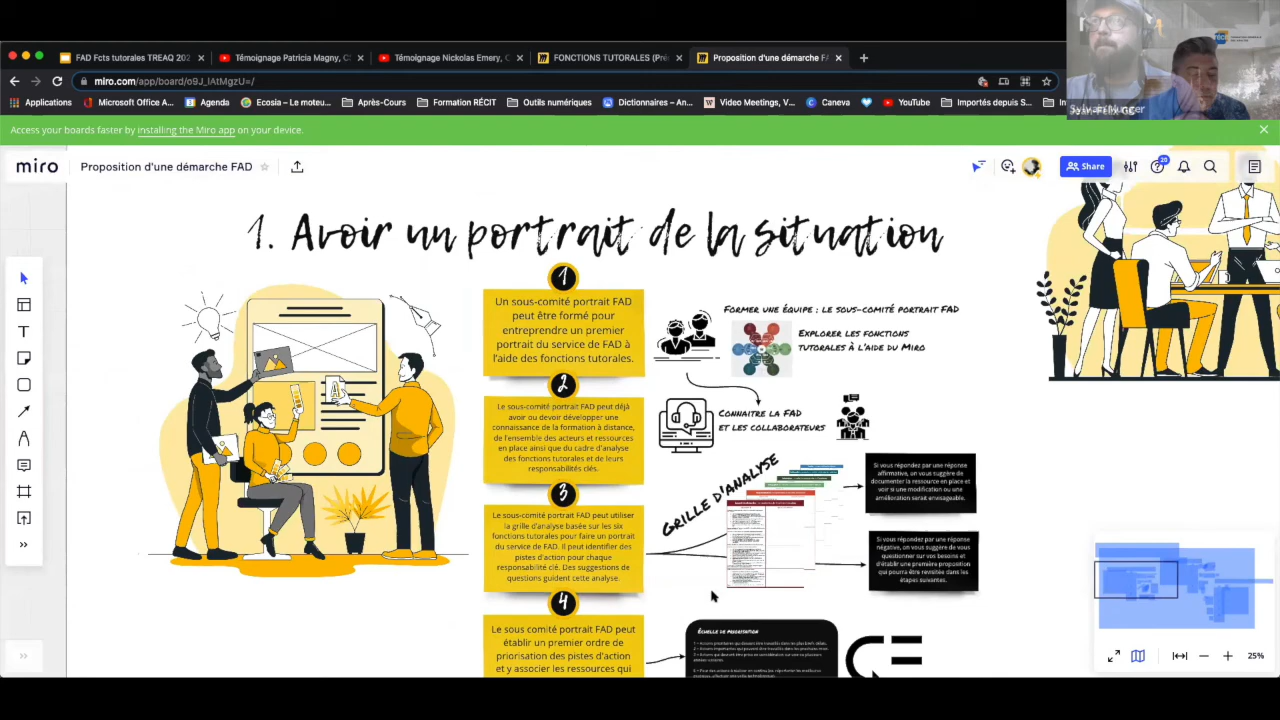 FAD Fcts tutorales TREAQ 202
Témoignage Patricia Magny, C
Témoignage Nickolas Emery, C
FONCTIONS TUTORALES (Pré
Proposition d'une démarche FA
miro.com/app/board/o9J_lAtMgzU=/
Applications
Microsoft Office A...
Agenda
Ecosia – Le moteu...
Après-Cours
Formation RÉCIT
Outils numériques
Dictionnaires – An...
Video Meetings, V...
Caneva
YouTube
Importés depuis S...
Access your boards faster by installing the Miro app on your device.
miro
Proposition d'une démarche FAD
20
Share
1. Avoir un portrait de la situation
1
Un sous-comité portrait FAD
peut être formé pour
entreprendre un premier
portrait du service de FAD à
l'aide des fonctions tutorales.
Former une équipe : le sous-comité portrait FAD
Explorer les fonctions
tutorales à l'aide du Miro
2
Le sous-comité portrait FAD peut déjà
avoir ou devoir développer une
connaissance de la formation à distance,
de l'ensemble des acteurs et ressources
en place ainsi que du cadre d'analyse
des fonctions tutorales et de leurs
responsabilités clés.
Connaitre la FAD
et les collaborateurs
3
Le sous-comité portrait FAD peut utiliser
la grille d'analyse basée sur les six
fonctions tutorales pour faire un portrait
du service de FAD. Il peut identifier des
pistes d'action pour chaque
responsabilité clé. Des suggestions de
questions guident cette analyse.
Grille d'analyse
Si vous répondez par une réponse
affirmative, on vous suggère de
documenter la ressource en place et
voir si une modification ou une
amélioration serait envisageable.
Si vous répondez par une réponse
négative, on vous suggère de vous
questionner sur vos besoins et
d'établir une première proposition
qui pourra être revisitée dans les
étapes suivantes.
4
Le sous comité portrait FAD peut
établir un premier ordre de
priorisation des pistes d'action
et y associer les ressources qui
Échelle de priorisation
25%